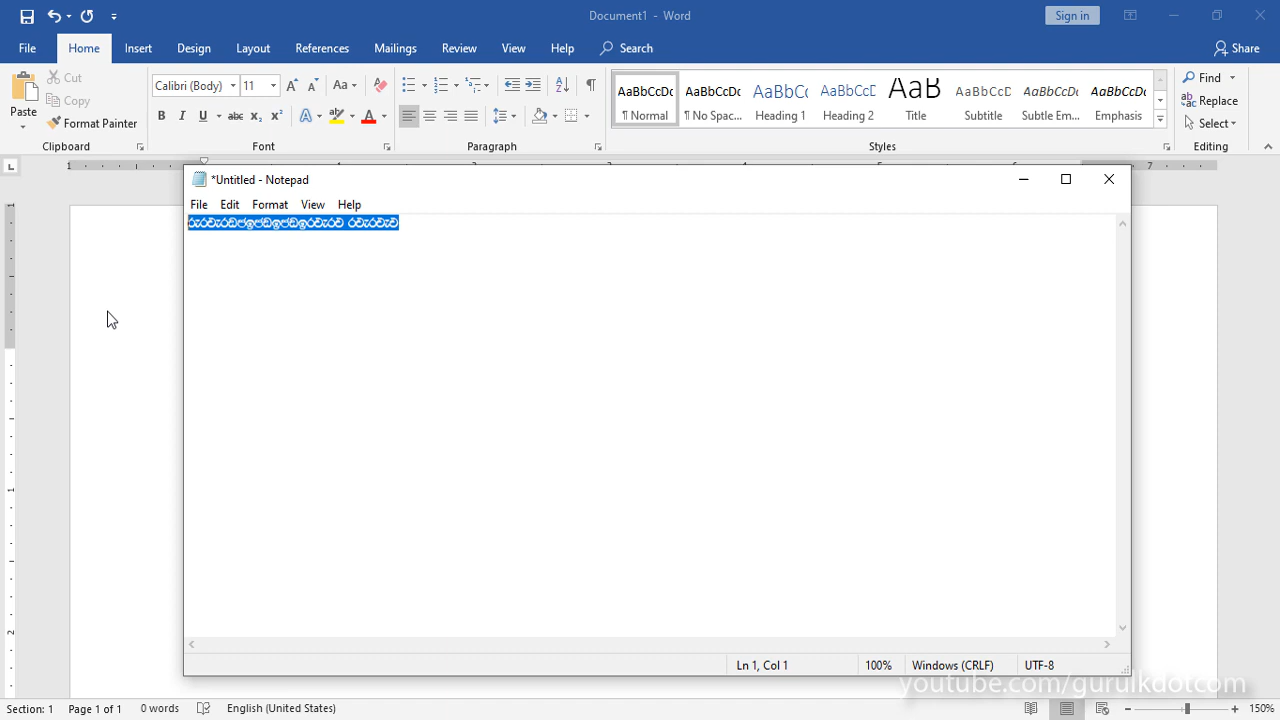 Document1 - Word
Sign in
File Home Insert Design Layout References Mailings Review View Help Search Share
Paste
Cut
Copy
Format Painter
Clipboard
Calibri (Body) 11
Font
Paragraph
AaBbCcDc ¶ Normal
AaBbCcDc ¶ No Spac...
AaBbCc Heading 1
AaBbCcD Heading 2
AaB Title
AaBbCcD Subtitle
AaBbCcDc Subtle Em...
AaBbCcDc Emphasis
Styles
Find
Replace
Select
Editing
*Untitled - Notepad
File Edit Format View Help
Ln 1, Col 1 100% Windows (CRLF) UTF-8
youtube.com/gurulkdotcom
Section: 1 Page 1 of 1 0 words English (United States) 150%